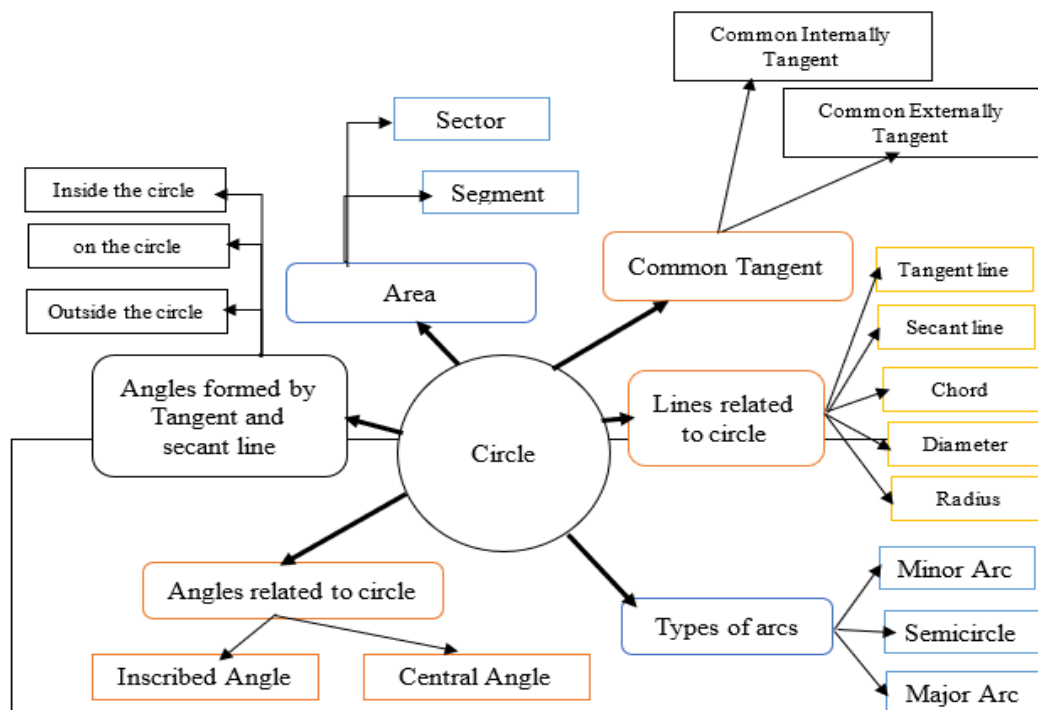 Common Internally
Tangent
Common Externally
Tangent
Sector
Segment
Inside the circle
on the circle
Outside the circle
Area
Common Tangent
Tangent line
Secant line
Chord
Diameter
Radius
Angles formed by
Tangent and
secant line
Circle
Lines related
to circle
Angles related to circle
Inscribed Angle
Central Angle
Types of arcs
Minor Arc
Semicircle
Major Arc